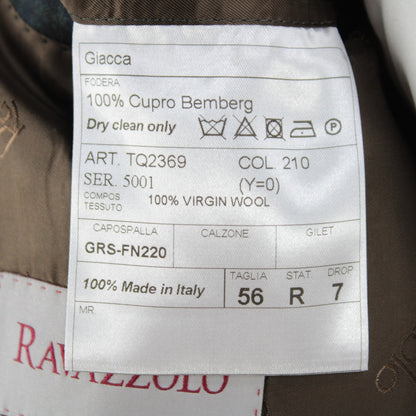 Giacca
FODERA
100% Cupro Bemberg
Dry clean only
ART. TQ2369 COL. 210
SER. 5001 (Y=0)
COMPOS. TESSUTO 100% VIRGIN WOOL
CAPOSPALLA CALZONE GILET
GRS-FN220
100% Made in Italy
TAGLIA STAT. DROP
56 R 7
MR.
RAVAZZOLO